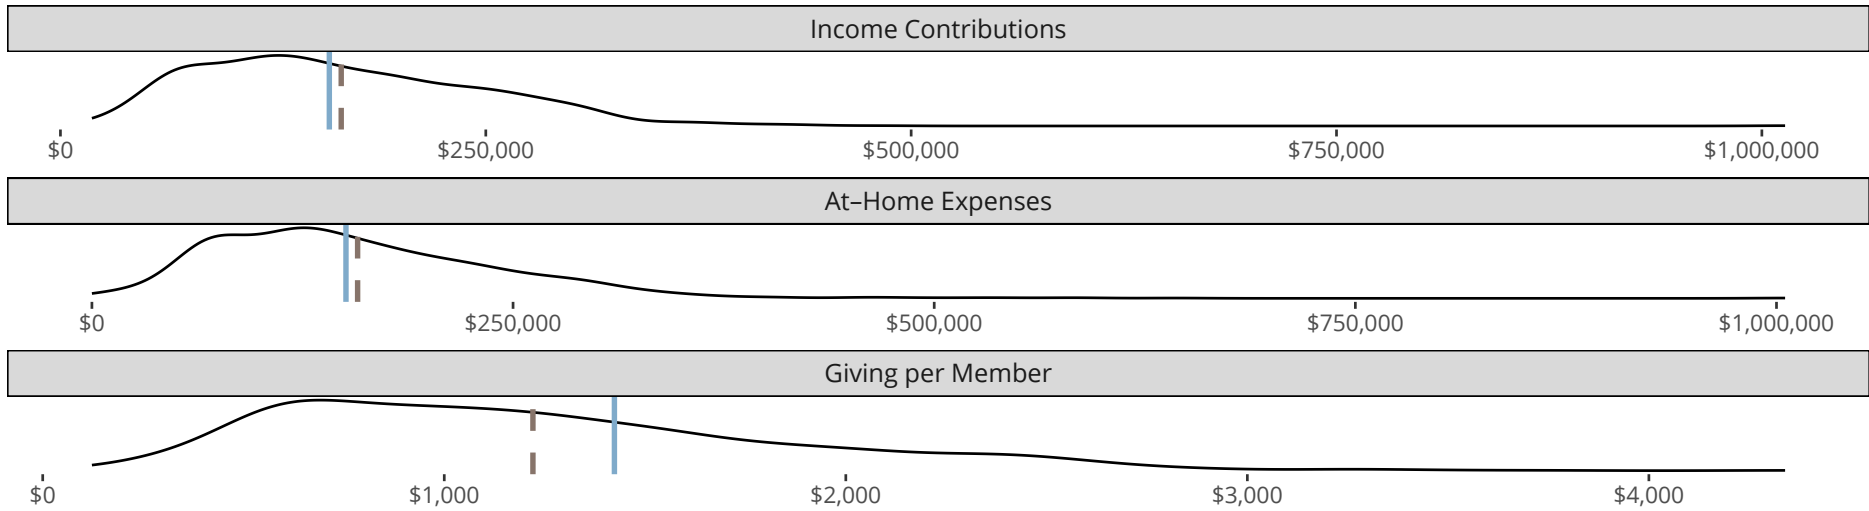 Income Contributions
$0 $250,000 $500,000 $750,000 $1,000,000
At–Home Expenses
$0 $250,000 $500,000 $750,000 $1,000,000
Giving per Member
$0 $1,000 $2,000 $3,000 $4,000